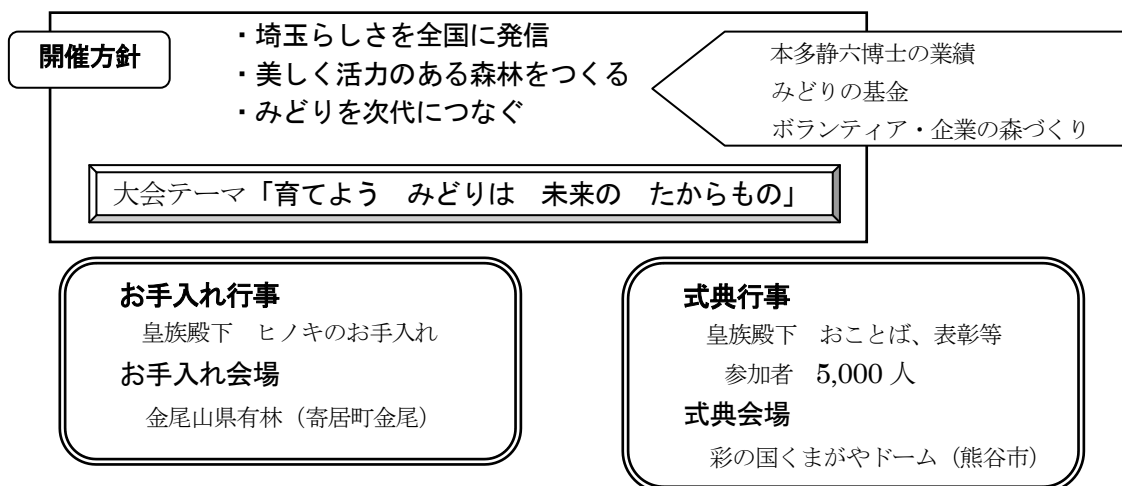 開催方針
・埼玉らしさを全国に発信
・美しく活力のある森林をつくる
・みどりを次代につなぐ
本多静六博士の業績
みどりの基金
ボランティア・企業の森づくり
大会テーマ「育てよう　みどりは　未来の　たからもの」
お手入れ行事
皇族殿下　ヒノキのお手入れ
お手入れ会場
金尾山県有林（寄居町金尾）
式典行事
皇族殿下　おことば、表彰等
参加者　5,000 人
式典会場
彩の国くまがやドーム（熊谷市）